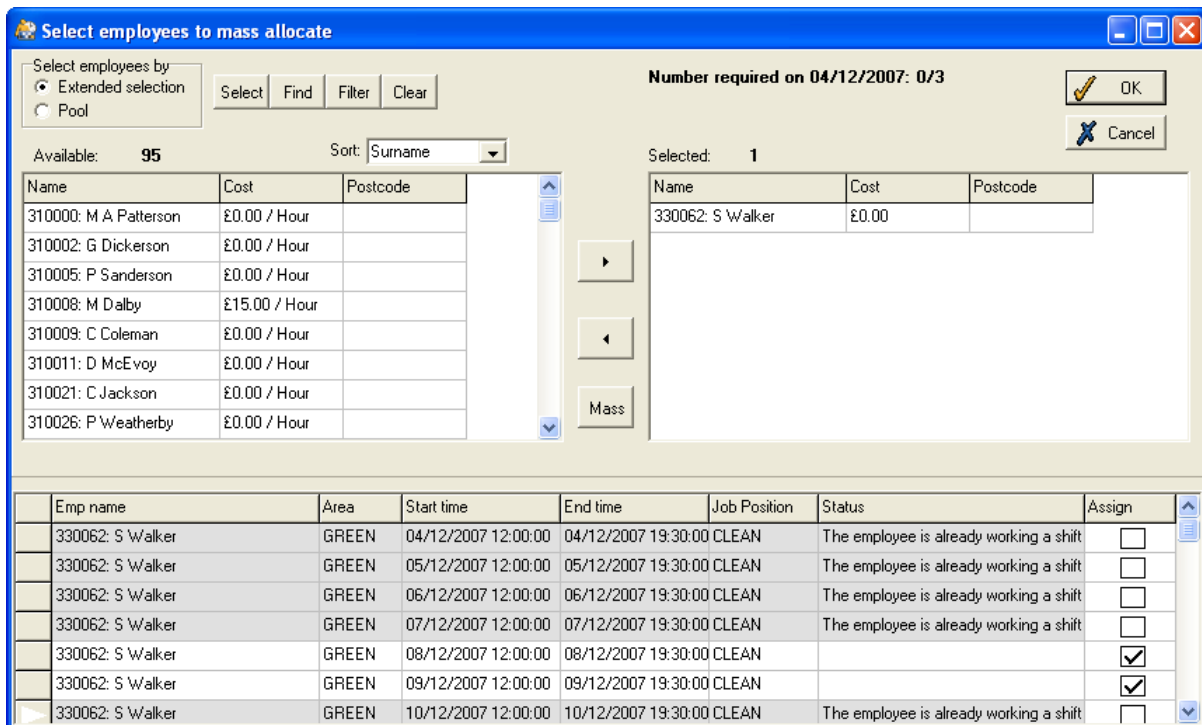 Select employees to mass allocate
Select employees by
Extended selection
Pool
Select Find Filter Clear
Number required on 04/12/2007: 0/3
OK
Cancel
Available: 95
Sort: Surname
Selected: 1
Name Cost Postcode
310000: M A Patterson £0.00 / Hour
310002: G Dickerson £0.00 / Hour
310005: P Sanderson £0.00 / Hour
310008: M Dalby £15.00 / Hour
310009: C Coleman £0.00 / Hour
310011: D McEvoy £0.00 / Hour
310021: C Jackson £0.00 / Hour
310026: P Weatherby £0.00 / Hour
Mass
Name Cost Postcode
330062: S Walker £0.00
Emp name Area Start time End time Job Position Status Assign
330062: S Walker GREEN 04/12/2007 12:00:00 04/12/2007 19:30:00 CLEAN The employee is already working a shift
330062: S Walker GREEN 05/12/2007 12:00:00 05/12/2007 19:30:00 CLEAN The employee is already working a shift
330062: S Walker GREEN 06/12/2007 12:00:00 06/12/2007 19:30:00 CLEAN The employee is already working a shift
330062: S Walker GREEN 07/12/2007 12:00:00 07/12/2007 19:30:00 CLEAN The employee is already working a shift
330062: S Walker GREEN 08/12/2007 12:00:00 08/12/2007 19:30:00 CLEAN
330062: S Walker GREEN 09/12/2007 12:00:00 09/12/2007 19:30:00 CLEAN
330062: S Walker GREEN 10/12/2007 12:00:00 10/12/2007 19:30:00 CLEAN The employee is already working a shift